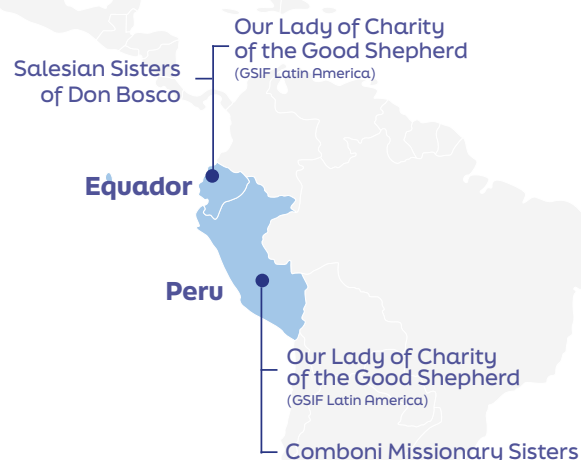 Our Lady of Charity
of the Good Shepherd
(GSIF Latin America)
Salesian Sisters
of Don Bosco
Equador
Peru
Our Lady of Charity
of the Good Shepherd
(GSIF Latin America)
Comboni Missionary Sisters